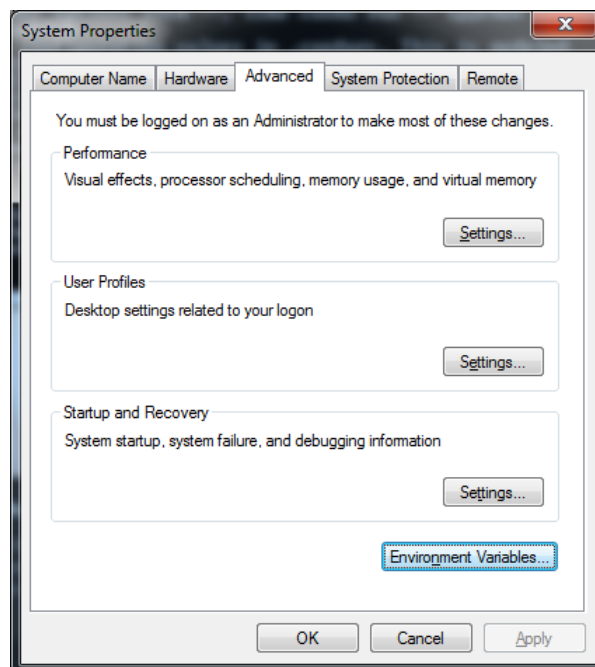 System Properties
Computer Name Hardware Advanced System Protection Remote
You must be logged on as an Administrator to make most of these changes.
Performance
Visual effects, processor scheduling, memory usage, and virtual memory
Settings...
User Profiles
Desktop settings related to your logon
Settings...
Startup and Recovery
System startup, system failure, and debugging information
Settings...
Environment Variables...
OK Cancel Apply